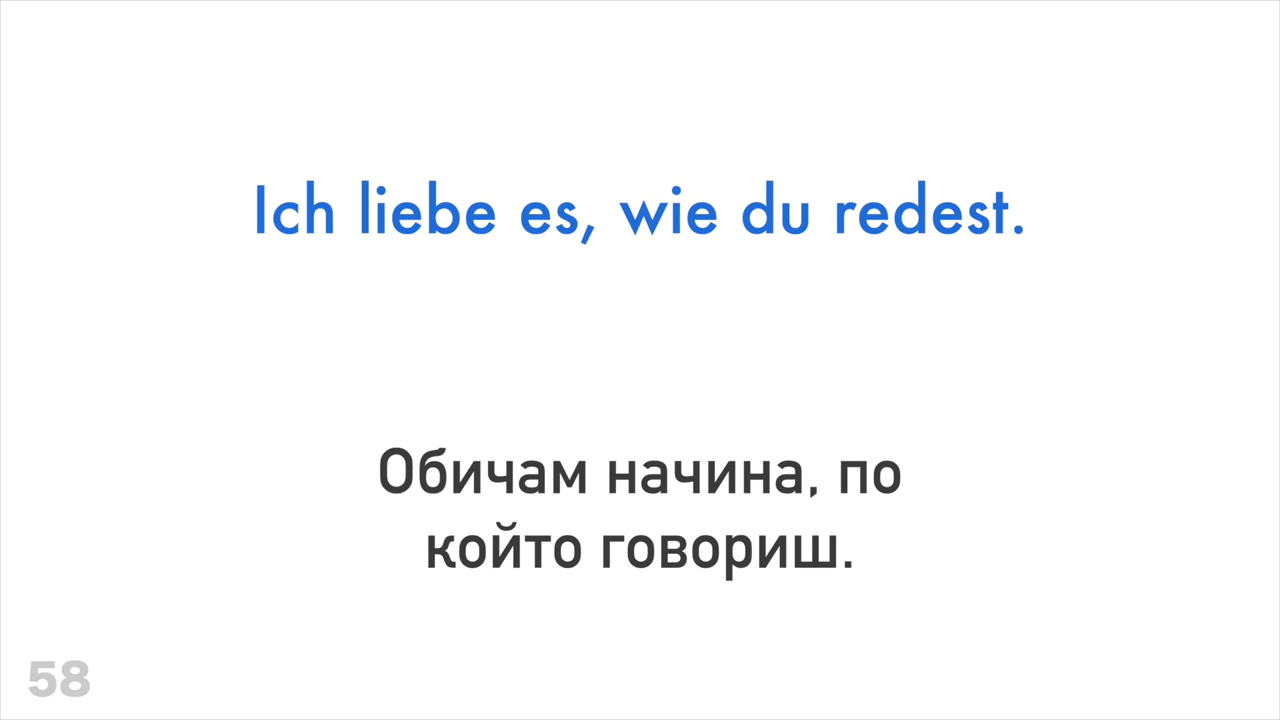 Ich liebe es, wie du redest.
Обичам начина, по
който говориш.
58